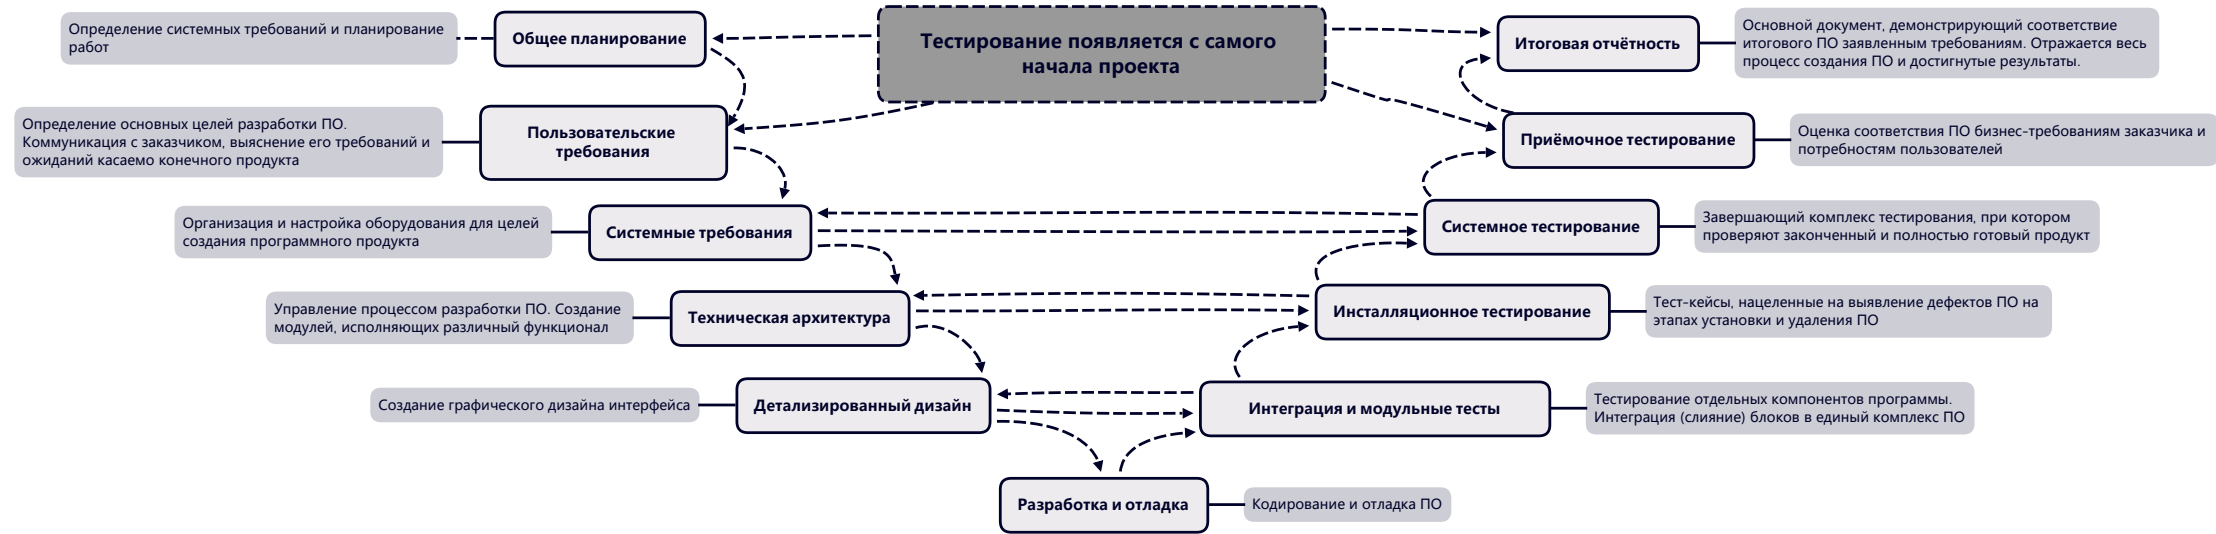 Тестирование появляется с самого
начала проекта
Определение системных требований и планирование
работ
Общее планирование
Итоговая отчётность
Основной документ, демонстрирующий соответствие
итогового ПО заявленным требованиям. Отражается весь
процесс создания ПО и достигнутые результаты.
Определение основных целей разработки ПО.
Коммуникация с заказчиком, выяснение его требований и
ожиданий касаемо конечного продукта
Пользовательские
требования
Приёмочное тестирование
Оценка соответствия ПО бизнес-требованиям заказчика и
потребностям пользователей
Организация и настройка оборудования для целей
создания программного продукта
Системные требования
Системное тестирование
Завершающий комплекс тестирования, при котором
проверяют законченный и полностью готовый продукт
Управление процессом разработки ПО. Создание
модулей, исполняющих различный функционал
Техническая архитектура
Инсталляционное тестирование
Тест-кейсы, нацеленные на выявление дефектов ПО на
этапах установки и удаления ПО
Создание графического дизайна интерфейса
Детализированный дизайн
Интеграция и модульные тесты
Тестирование отдельных компонентов программы.
Интеграция (слияние) блоков в единый комплекс ПО
Разработка и отладка
Кодирование и отладка ПО